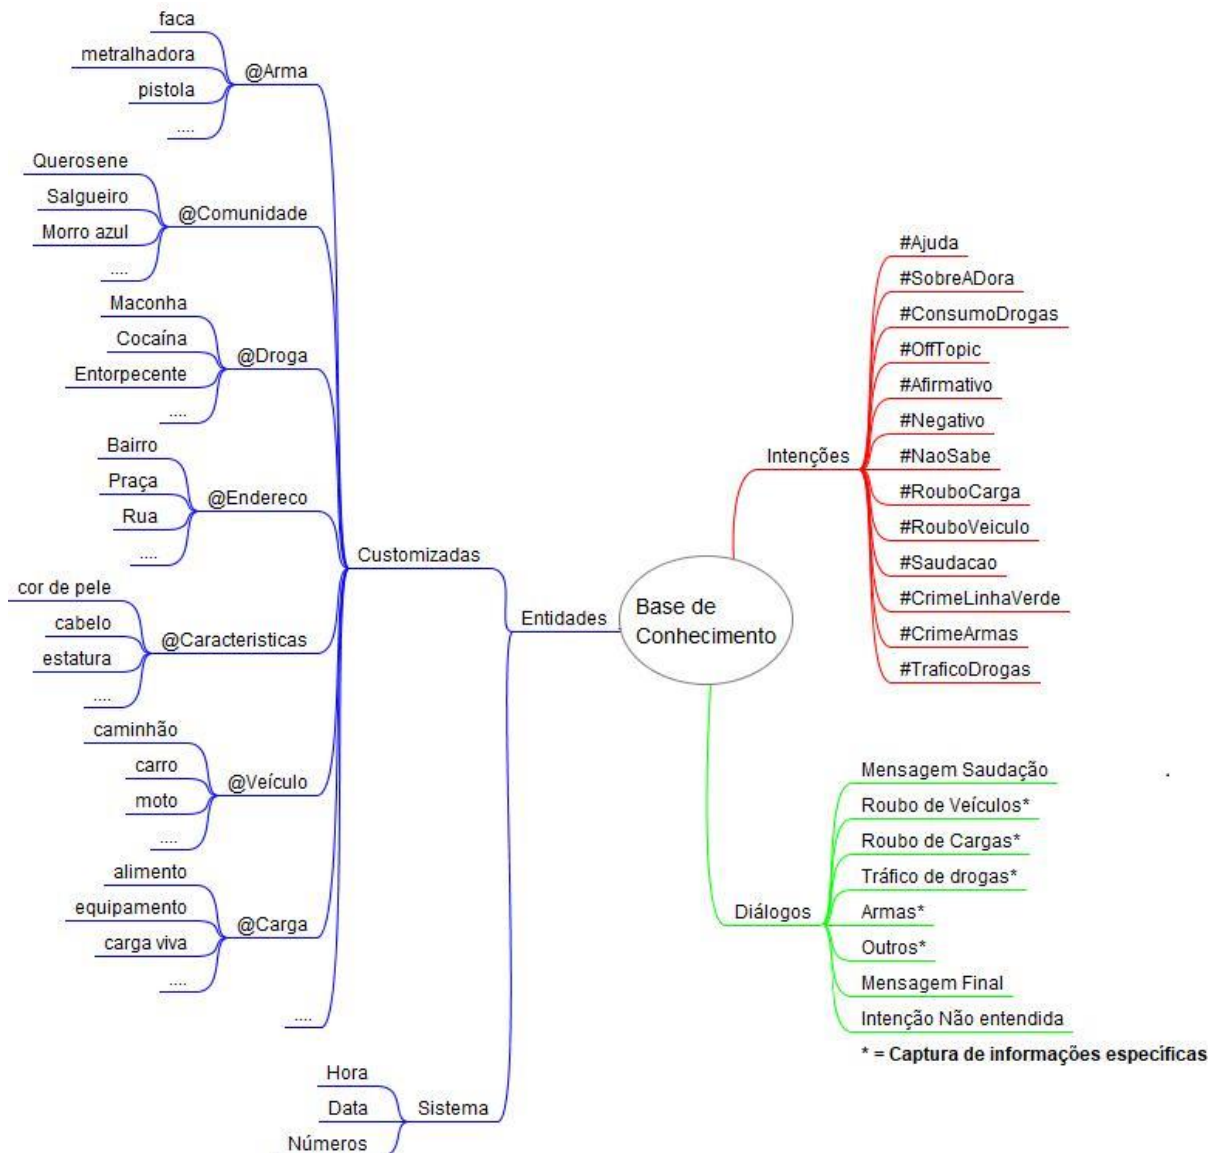 faca
metralhadora
pistola
....
@Arma
Querosene
Salgueiro
Morro azul
....
@Comunidade
Maconha
Cocaína
Entorpecente
....
@Droga
Bairro
Praça
Rua
....
@Endereco
cor de pele
cabelo
estatura
....
@Caracteristicas
caminhão
carro
moto
....
@Veículo
alimento
equipamento
carga viva
....
@Carga
....
Customizadas
Hora
Data
Números
Sistema
Entidades
Base de
Conhecimento
Intenções
#Ajuda
#SobreADora
#ConsumoDrogas
#OffTopic
#Afirmativo
#Negativo
#NaoSabe
#RouboCarga
#RouboVeiculo
#Saudacao
#CrimeLinhaVerde
#CrimeArmas
#TraficoDrogas
Diálogos
Mensagem Saudação
Roubo de Veículos*
Roubo de Cargas*
Tráfico de drogas*
Armas*
Outros*
Mensagem Final
Intenção Não entendida
* = Captura de informações específicas